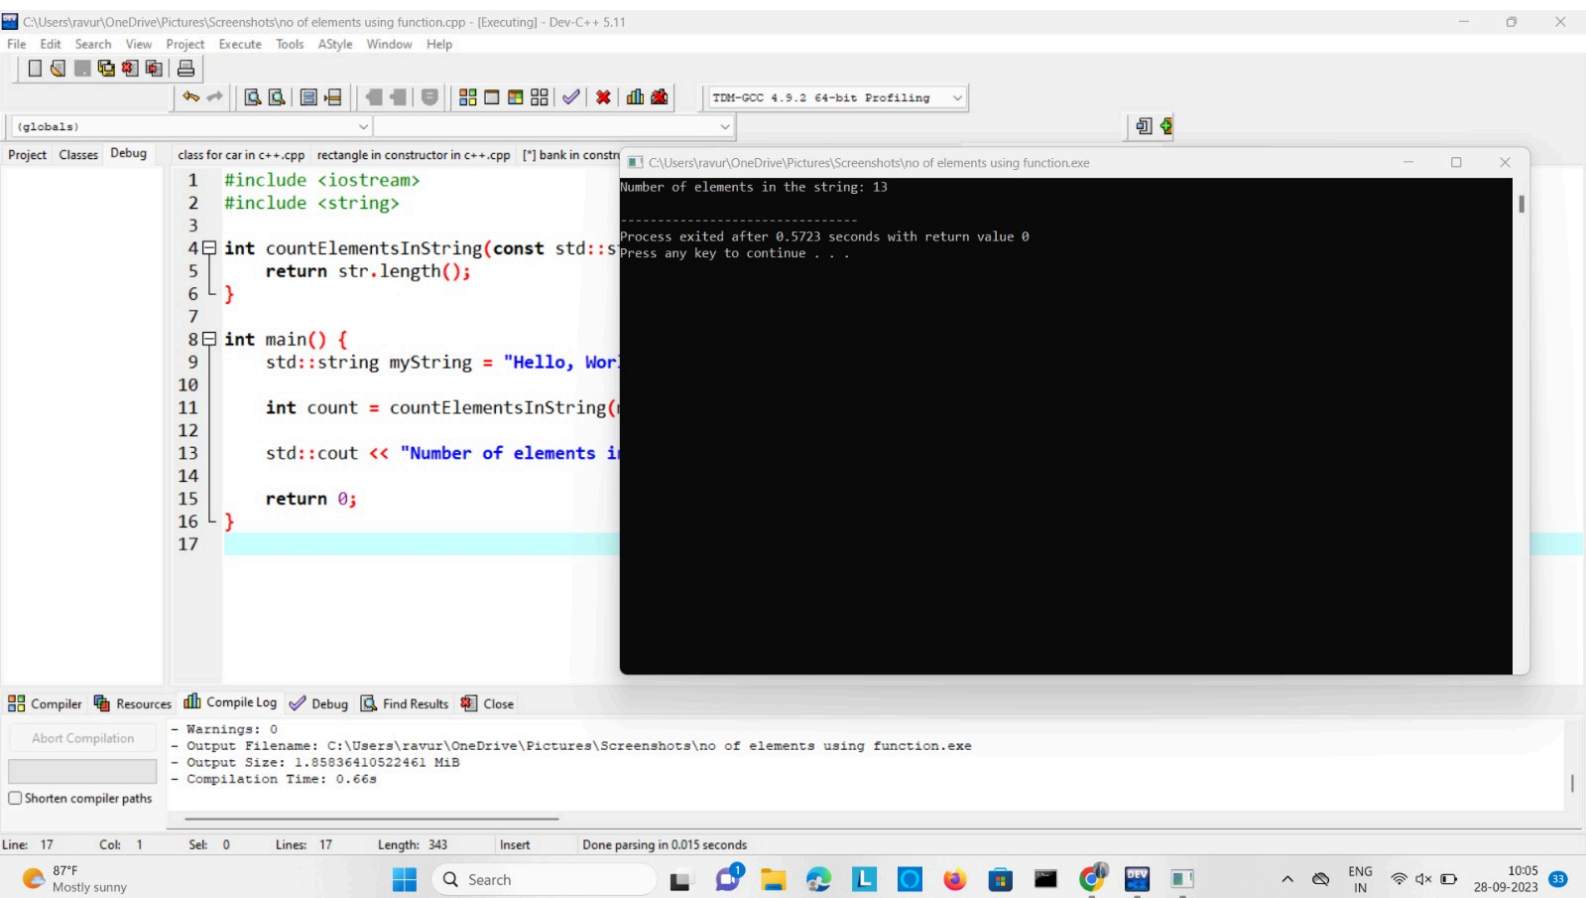 C:\Users\ravur\OneDrive\Pictures\Screenshots\no of elements using function.cpp - [Executing] - Dev-C++ 5.11
File Edit Search View Project Execute Tools AStyle Window Help
TDM-GCC 4.9.2 64-bit Profiling
(globals)
Project Classes Debug
class for car in c++.cpp rectangle in constructor in c++.cpp [*] bank in constru
1 #include <iostream>
2 #include <string>
3
4 int countElementsInString(const std::s
5 return str.length();
6 }
7
8 int main() {
9 std::string myString = "Hello, Wor
10
11 int count = countElementsInString(
12
13 std::cout << "Number of elements i
14
15 return 0;
16 }
17
C:\Users\ravur\OneDrive\Pictures\Screenshots\no of elements using function.exe
Number of elements in the string: 13
--------------------------------
Process exited after 0.5723 seconds with return value 0
Press any key to continue . . .
Compiler Resources Compile Log Debug Find Results Close
Abort Compilation
Shorten compiler paths
- Warnings: 0
- Output Filename: C:\Users\ravur\OneDrive\Pictures\Screenshots\no of elements using function.exe
- Output Size: 1.85836410522461 MiB
- Compilation Time: 0.66s
Line: 17 Col: 1 Sel: 0 Lines: 17 Length: 343 Insert Done parsing in 0.015 seconds
87°F
Mostly sunny
Search
1
L
DEV
ENG
IN
10:05
28-09-2023
33